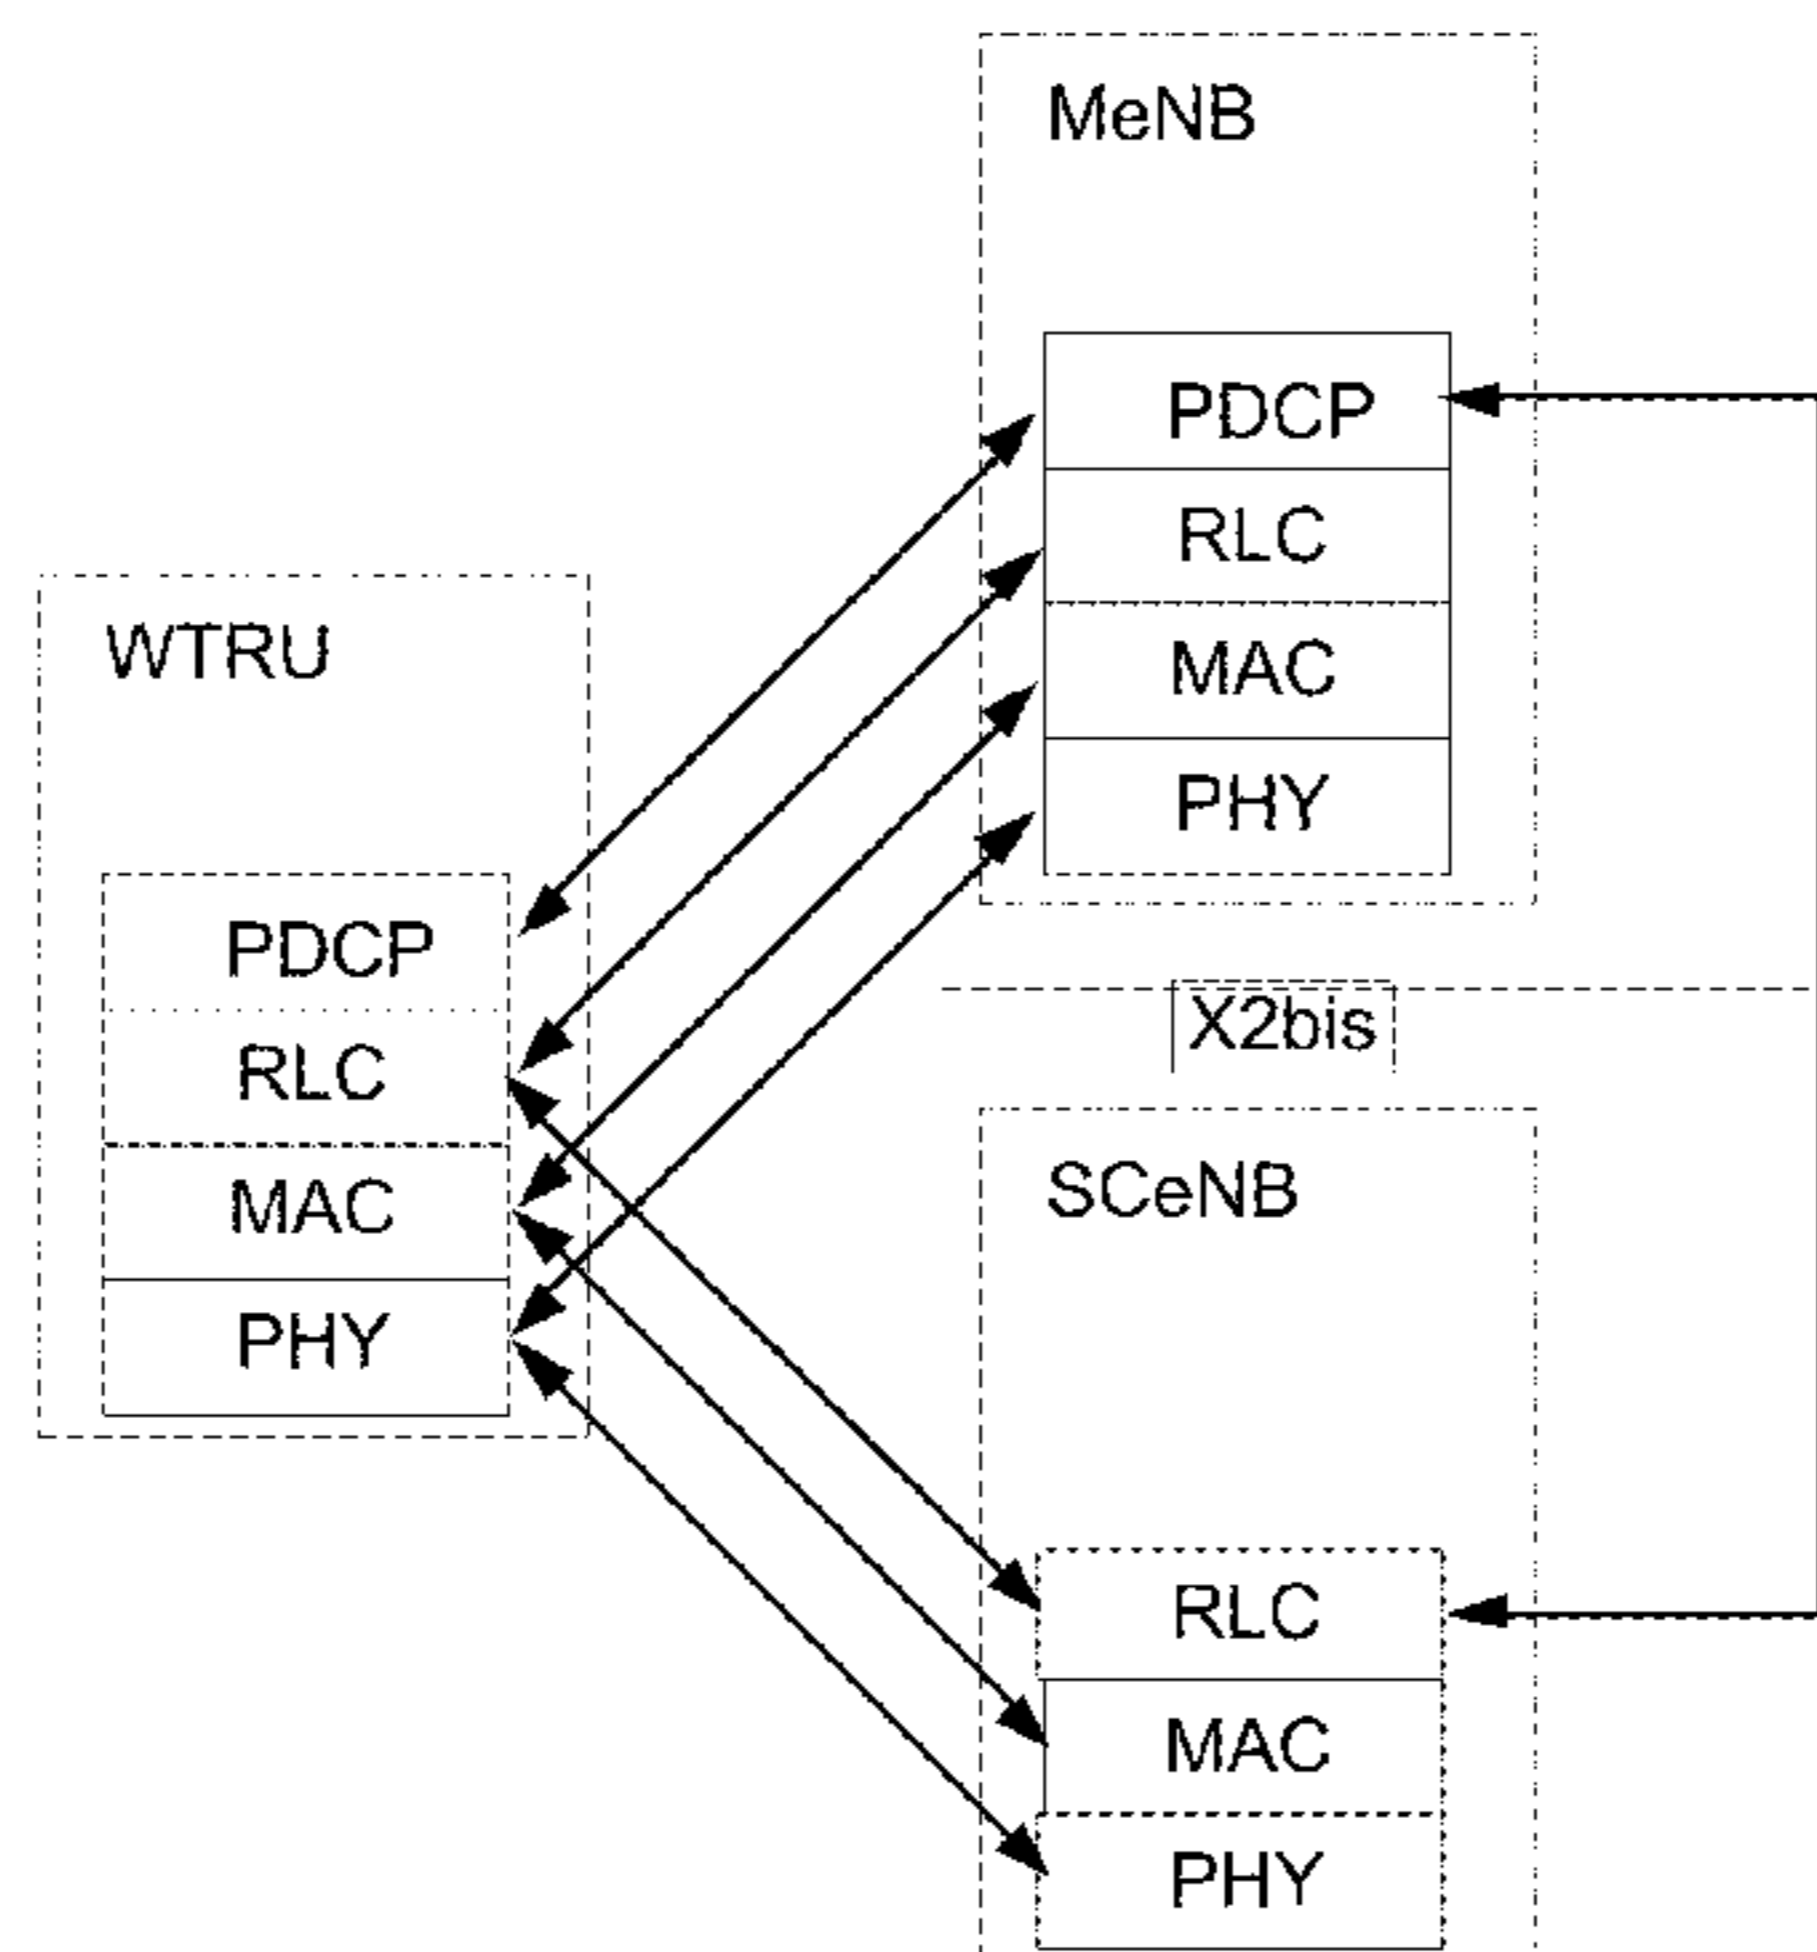 MeNB
PDCP
RLC
MAC
PHY
WTRU
PDCP
RLC
MAC
PHY
X2bis
SCeNB
RLC
MAC
PHY